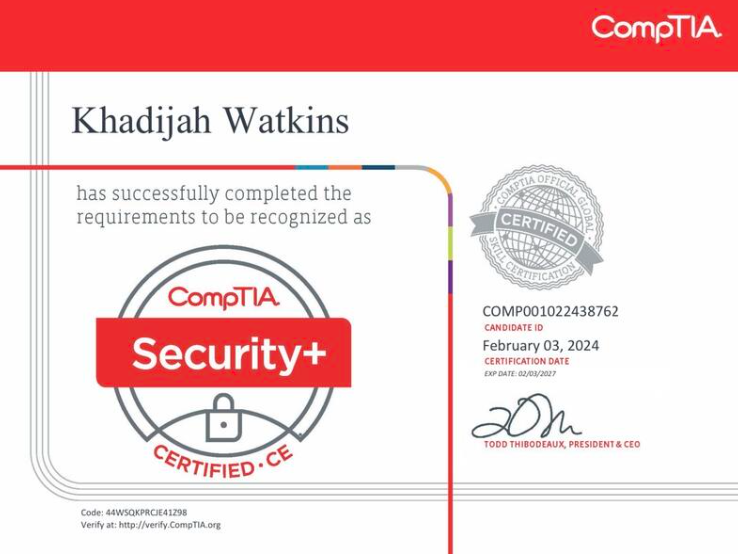 CompTIA.
Khadijah Watkins
has successfully completed the
requirements to be recognized as
CompTIA.
Security+
CERTIFIED • CE
COMPTIA OFFICIAL GLOBAL
CERTIFIED
SKILL CERTIFICATION
COMP001022438762
CANDIDATE ID
February 03, 2024
CERTIFICATION DATE
EXP DATE: 02/03/2027
TODD THIBODEAUX, PRESIDENT & CEO
Code: 44WSQKPRCJE41Z98
Verify at: http://verify.CompTIA.org